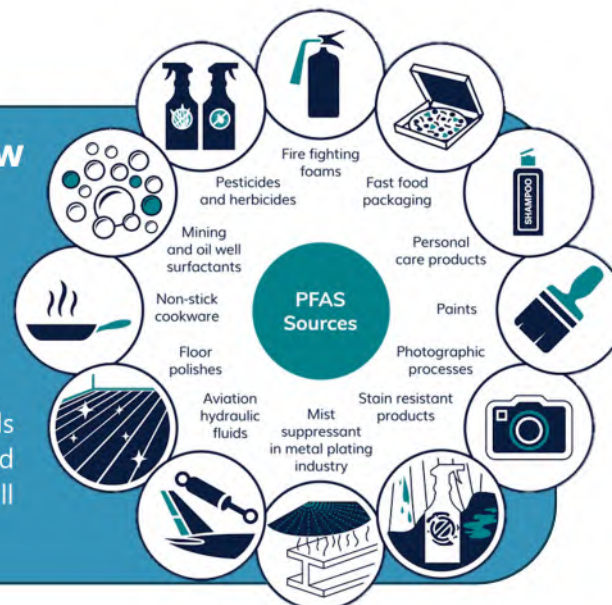 w
ls
d
ll
Fire fighting
foams
Fast food
packaging
SHAMPOO
Personal
care products
Paints
Photographic
processes
Stain resistant
products
Mist
suppressant
in metal plating
industry
Aviation
hydraulic
fluids
Floor
polishes
Non-stick
cookware
Mining
and oil well
surfactants
Pesticides
and herbicides
PFAS
Sources